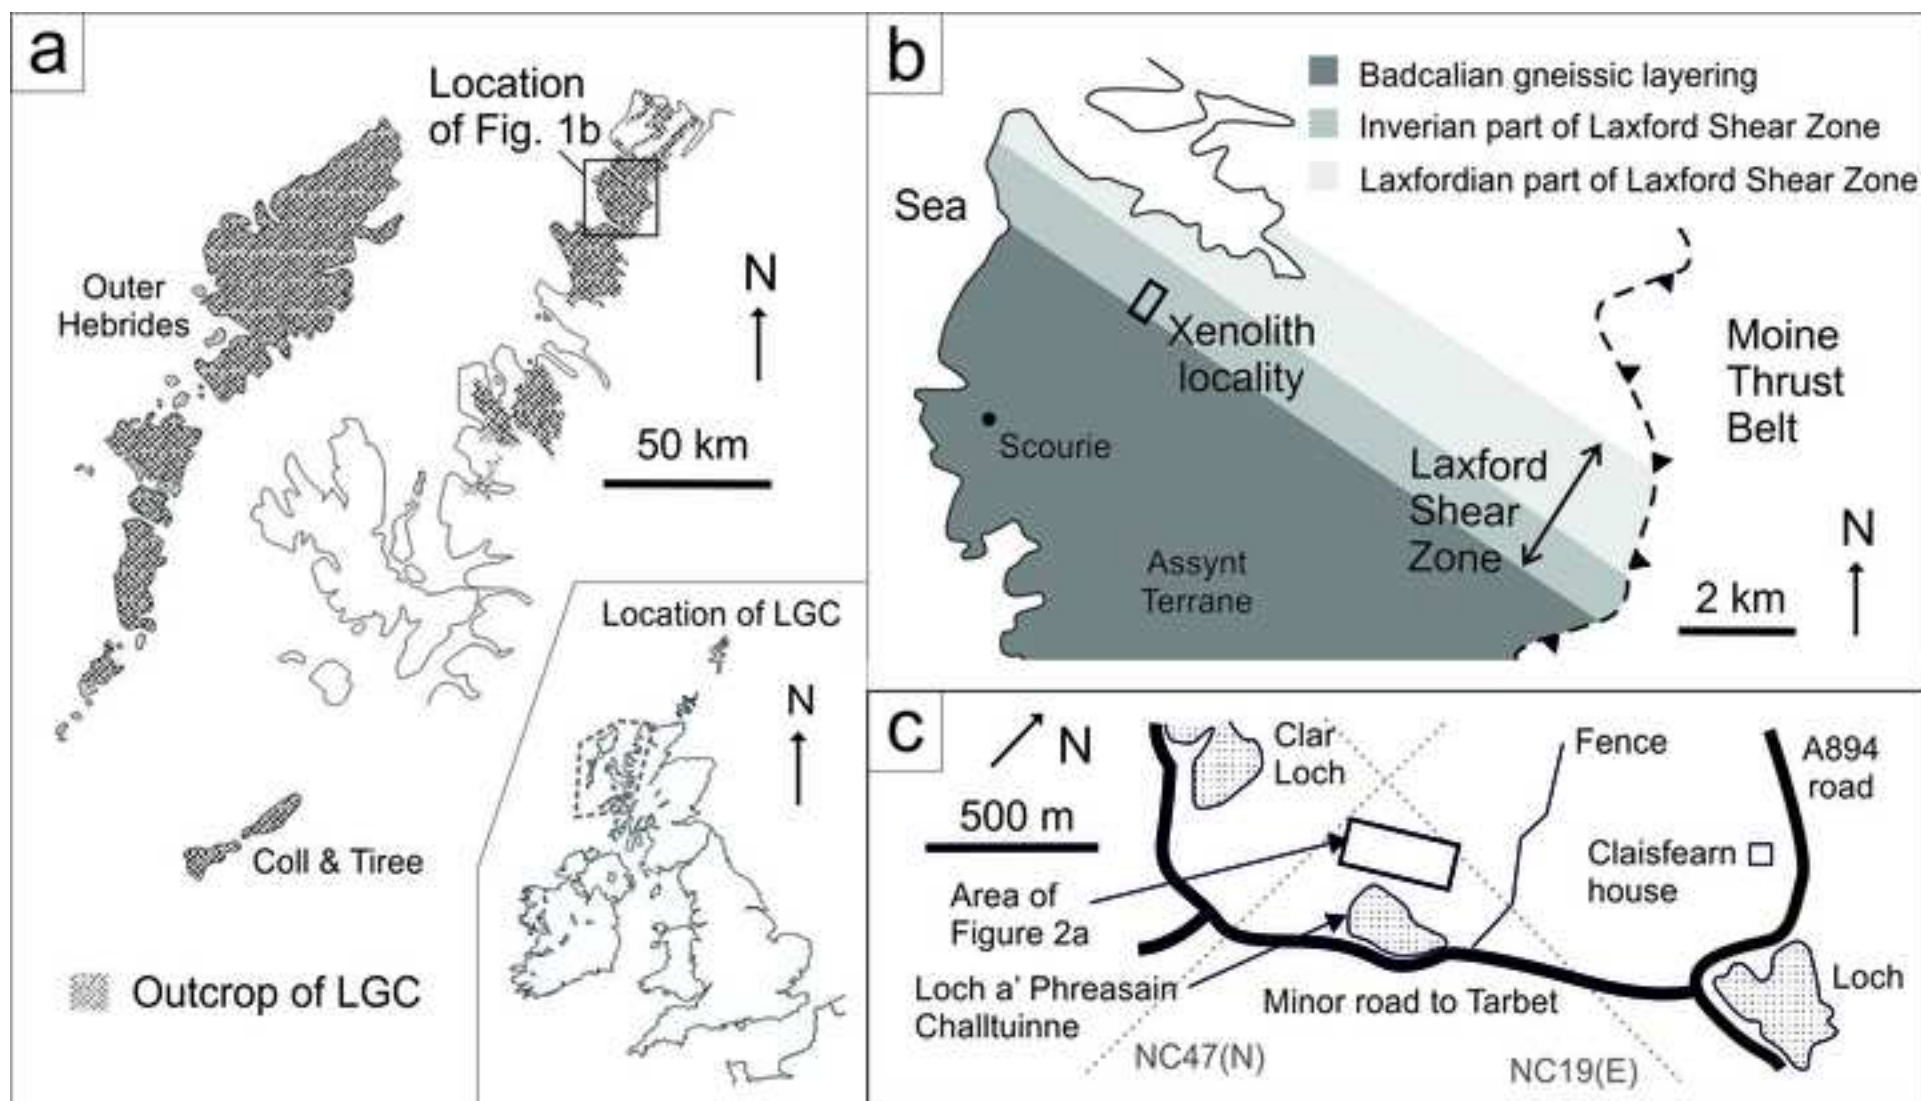 a
Location
of Fig. 1b
Outer
Hebrides
N
50 km
Coll & Tiree
Outcrop of LGC
Location of LGC
N
b
Badcalian gneissic layering
Inverian part of Laxford Shear Zone
Laxfordian part of Laxford Shear Zone
Sea
Xenolith
locality
Scourie
Moine
Thrust
Belt
Laxford
Shear
Zone
Assynt
Terrane
2 km
N
c
N
500 m
Clar
Loch
Fence
A894
road
Claisfearn
house
Area of
Figure 2a
Loch a' Phreasain
Challtuinne
Minor road to Tarbet
Loch
NC47(N)
NC19(E)